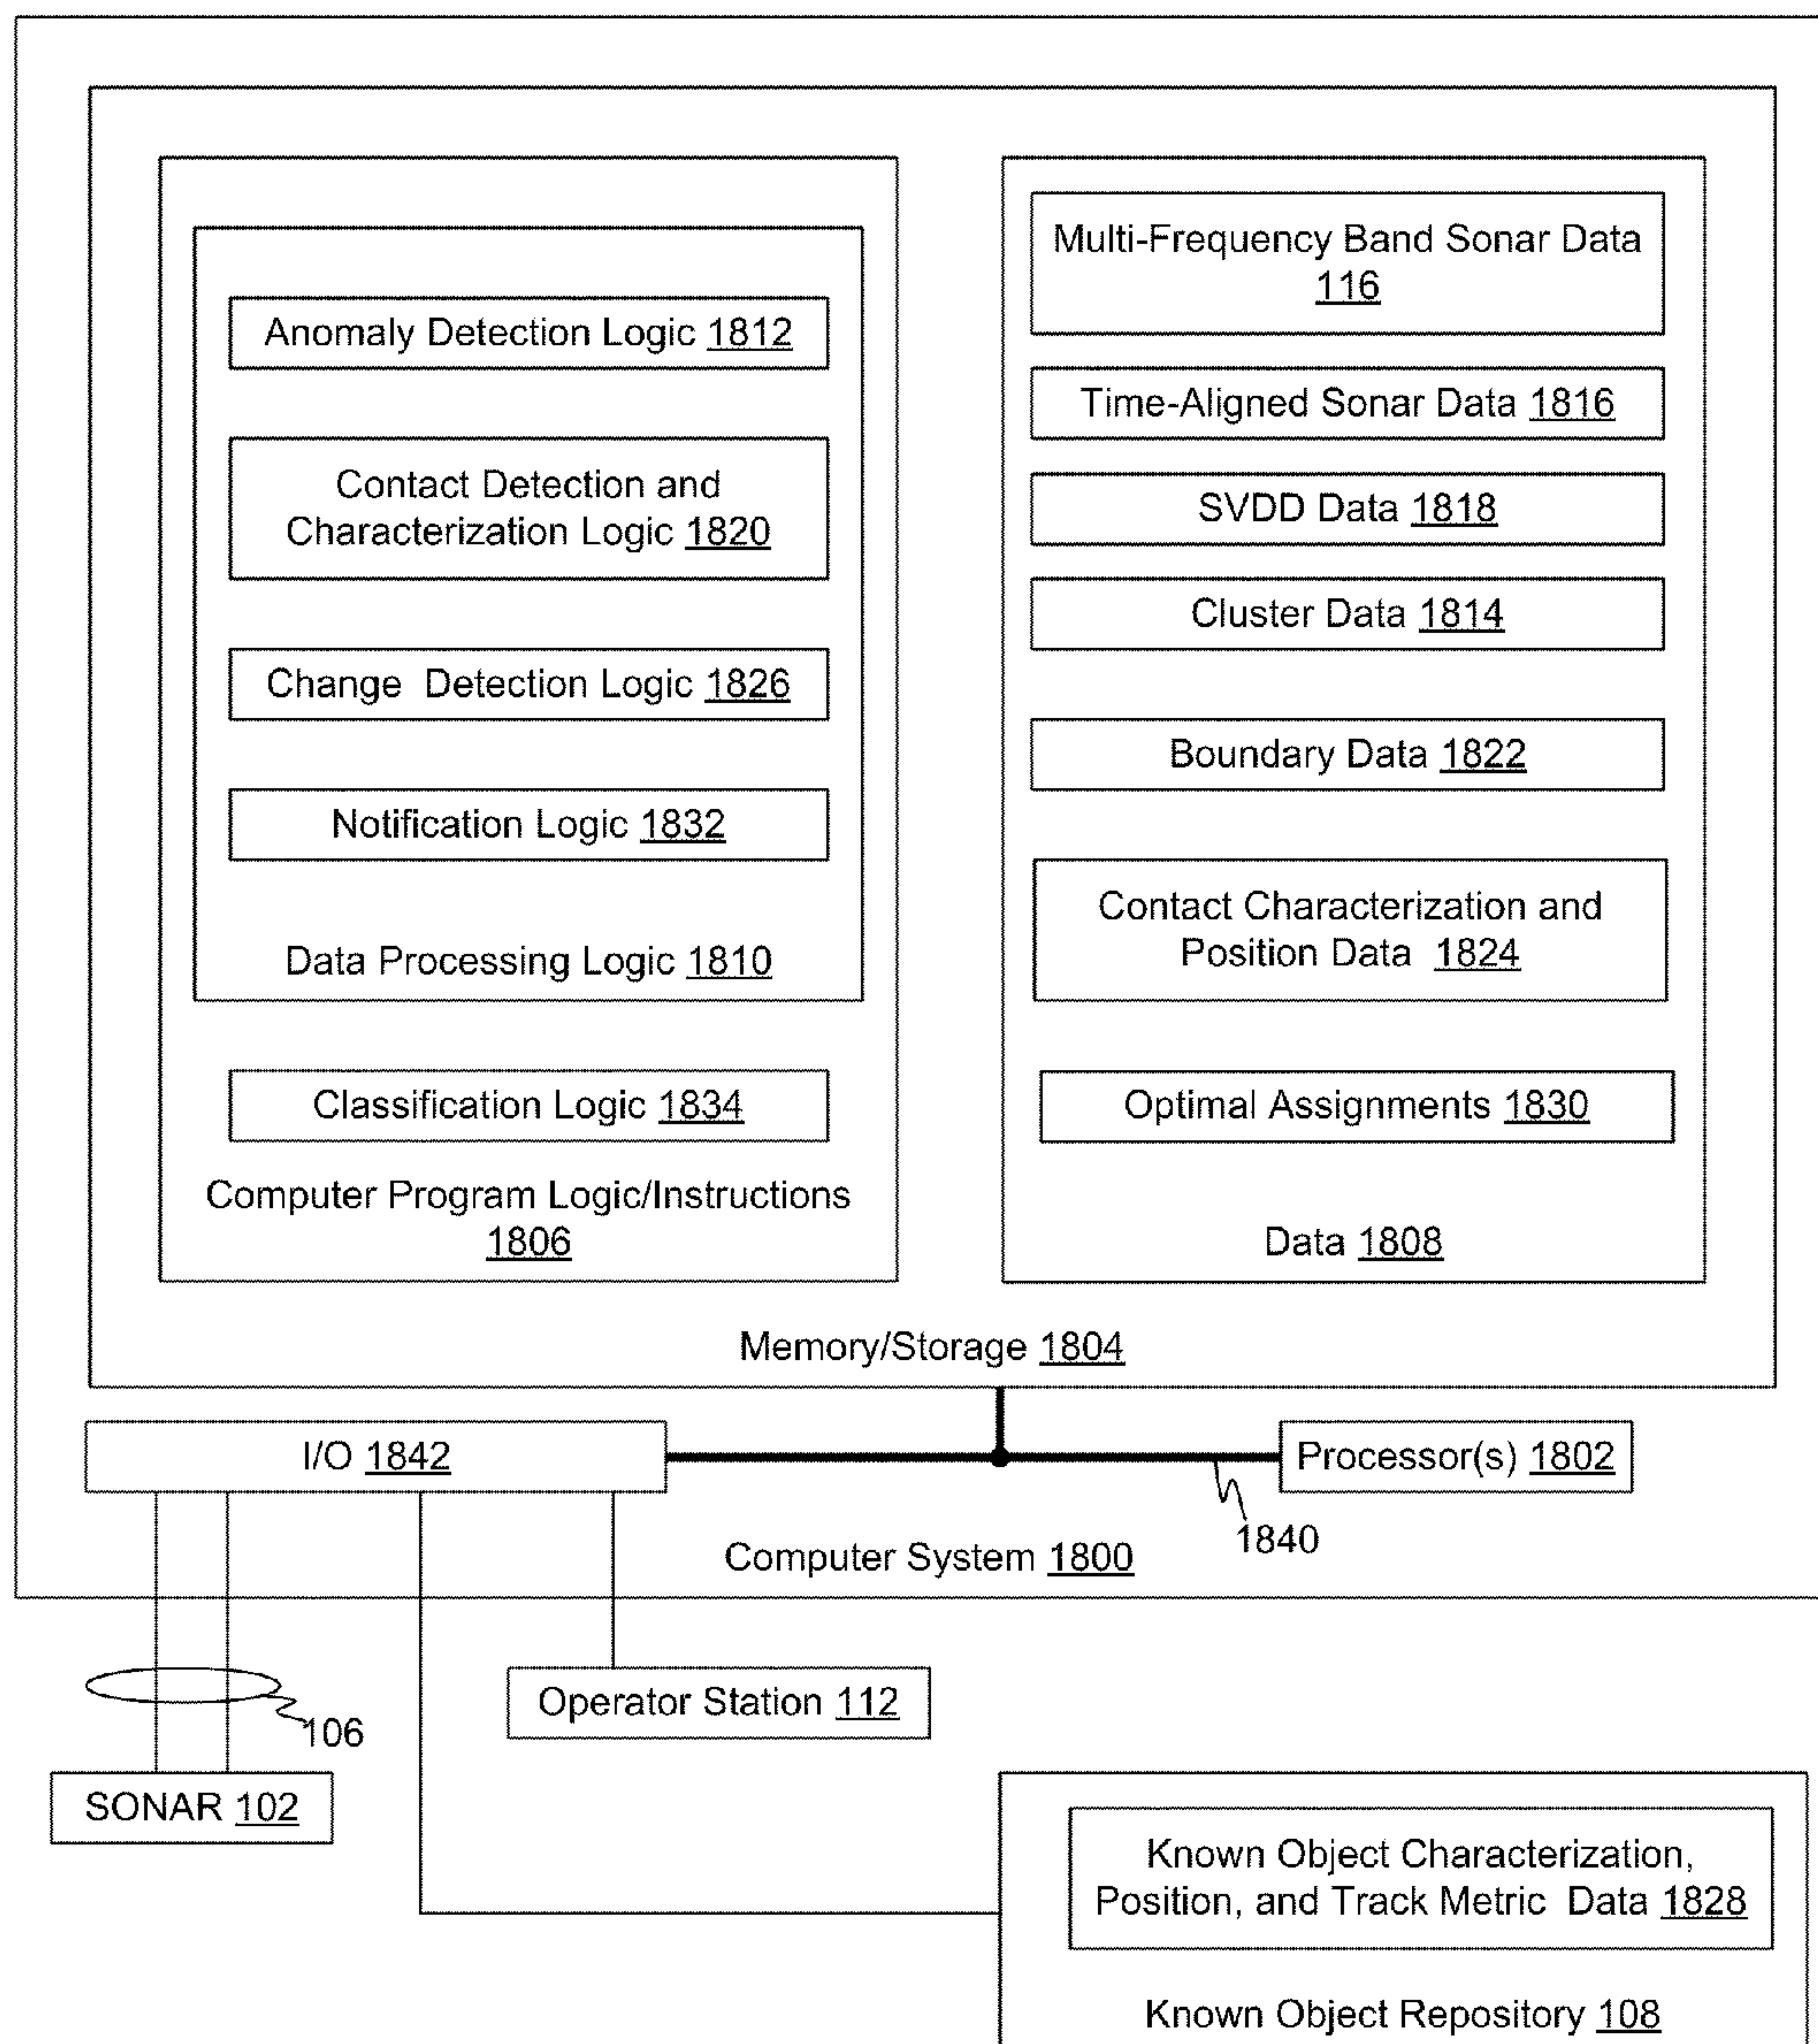 Anomaly Detection Logic 1812
Contact Detection and
Characterization Logic 1820
Change Detection Logic 1826
Notification Logic 1832
Data Processing Logic 1810
Classification Logic 1834
Computer Program Logic/Instructions
1806
Multi-Frequency Band Sonar Data
116
Time-Aligned Sonar Data 1816
SVDD Data 1818
Cluster Data 1814
Boundary Data 1822
Contact Characterization and
Position Data 1824
Optimal Assignments 1830
Data 1808
Memory/Storage 1804
I/O 1842
Processor(s) 1802
1840
Computer System 1800
106
Operator Station 112
SONAR 102
Known Object Characterization,
Position, and Track Metric Data 1828
Known Object Repository 108